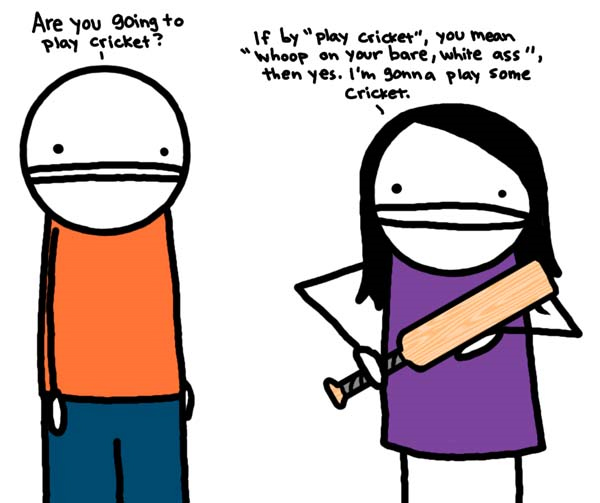 Are you going to
play cricket?
If by "play cricket", you mean
"whoop on your bare, white ass",
then yes. I'm gonna play some
cricket.